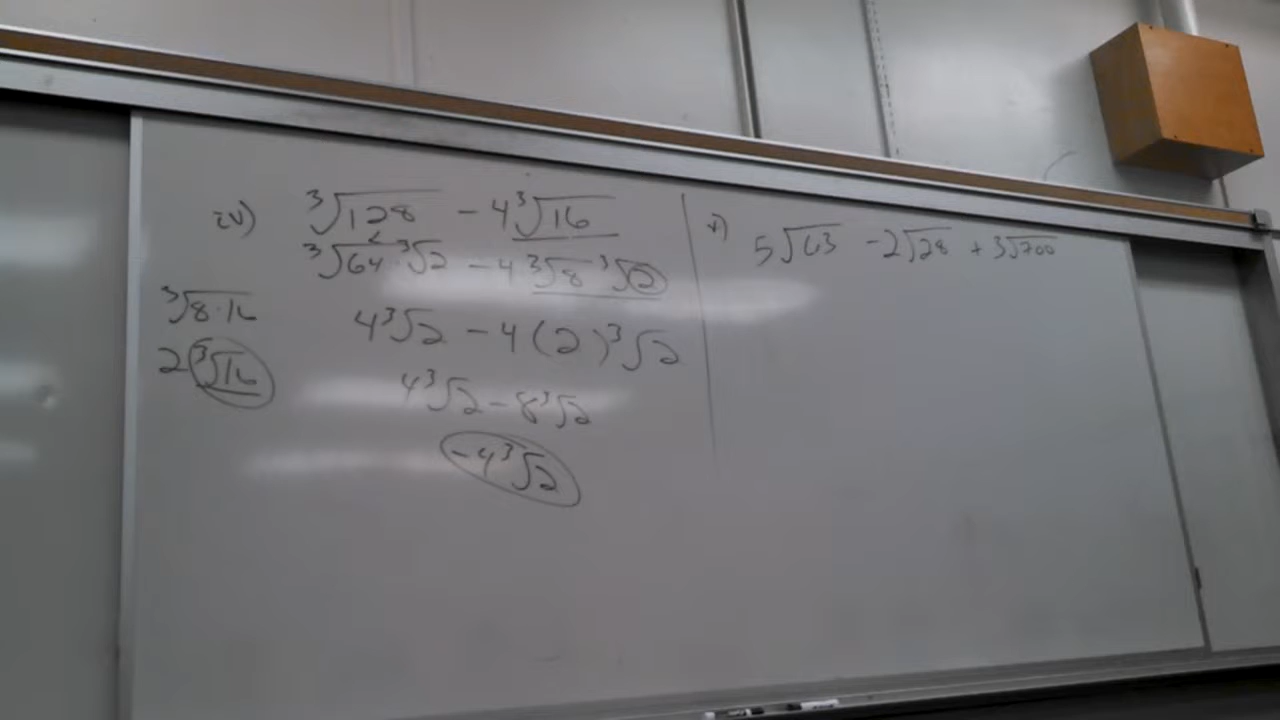 iv) ∛128 - 4∛16
∛64 ∛2 - 4 ∛8 ∛2
∛8·16
4∛2 - 4(2)∛2
2∛16
4∛2 - 8∛2
-4∛2
v) 5√63 - 2√28 + 3√700